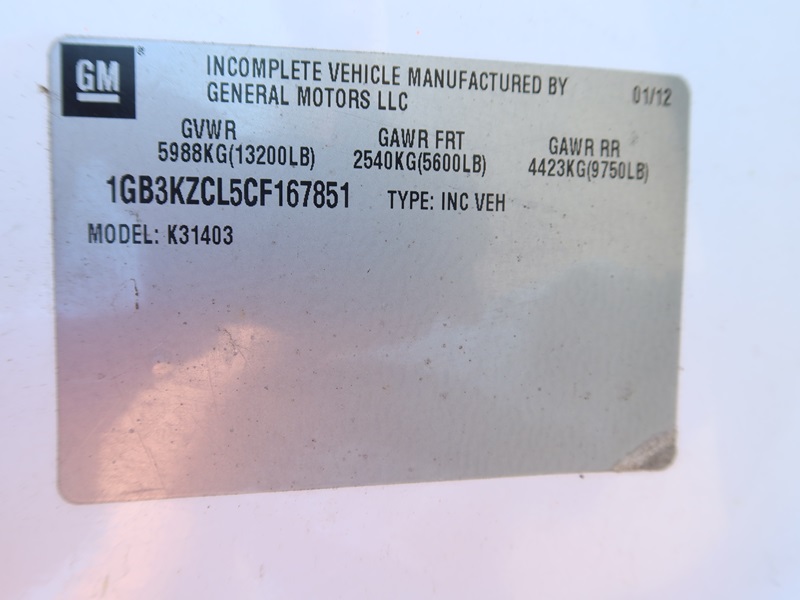 GM
INCOMPLETE VEHICLE MANUFACTURED BY
GENERAL MOTORS LLC
01/12
GVWR
5988KG(13200LB)
GAWR FRT
2540KG(5600LB)
GAWR RR
4423KG(9750LB)
1GB3KZCL5CF167851
TYPE: INC VEH
MODEL: K31403